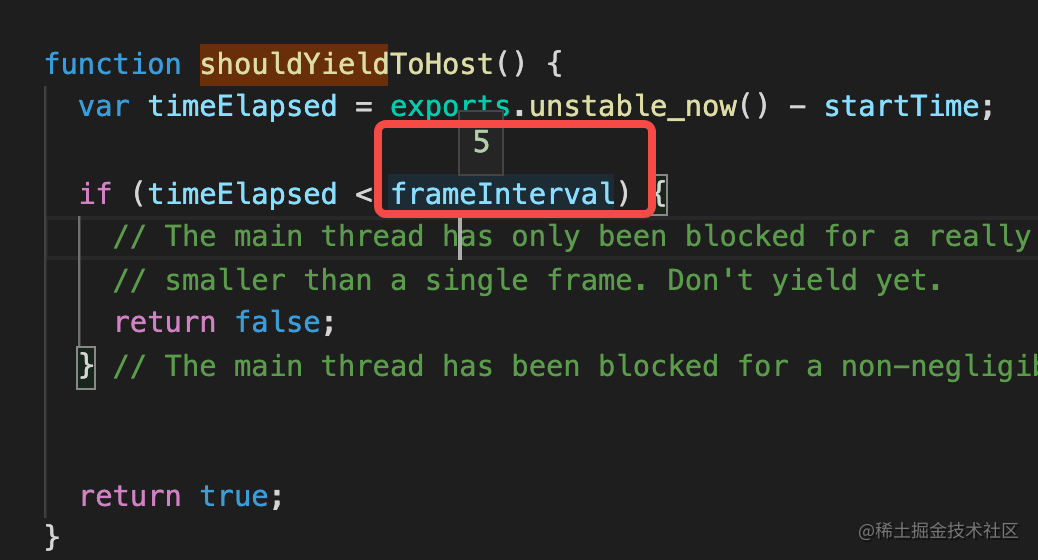 function shouldYieldToHost() {
var timeElapsed = exports.unstable_now() - startTime;
5
if (timeElapsed < frameInterval) {
// The main thread has only been blocked for a really
// smaller than a single frame. Don't yield yet.
return false;
} // The main thread has been blocked for a non-negligib
return true;
}
@稀土掘金技术社区